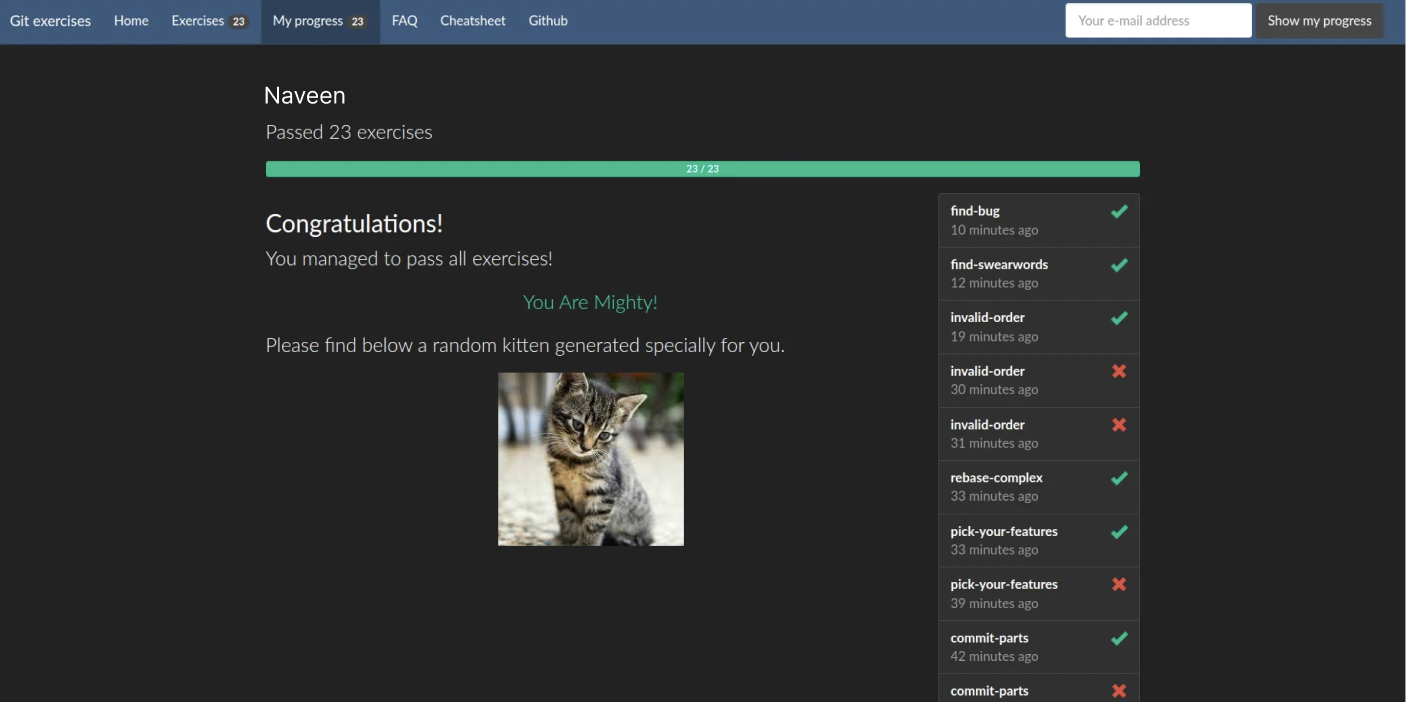 Git exercises Home Exercises 23 My progress 23 FAQ Cheatsheet Github Your e-mail address Show my progress
Naveen
Passed 23 exercises
23 / 23
Congratulations!
You managed to pass all exercises!
You Are Mighty!
Please find below a random kitten generated specially for you.
find-bug
10 minutes ago
find-swearwords
12 minutes ago
invalid-order
19 minutes ago
invalid-order
30 minutes ago
invalid-order
31 minutes ago
rebase-complex
33 minutes ago
pick-your-features
33 minutes ago
pick-your-features
39 minutes ago
commit-parts
42 minutes ago
commit-parts